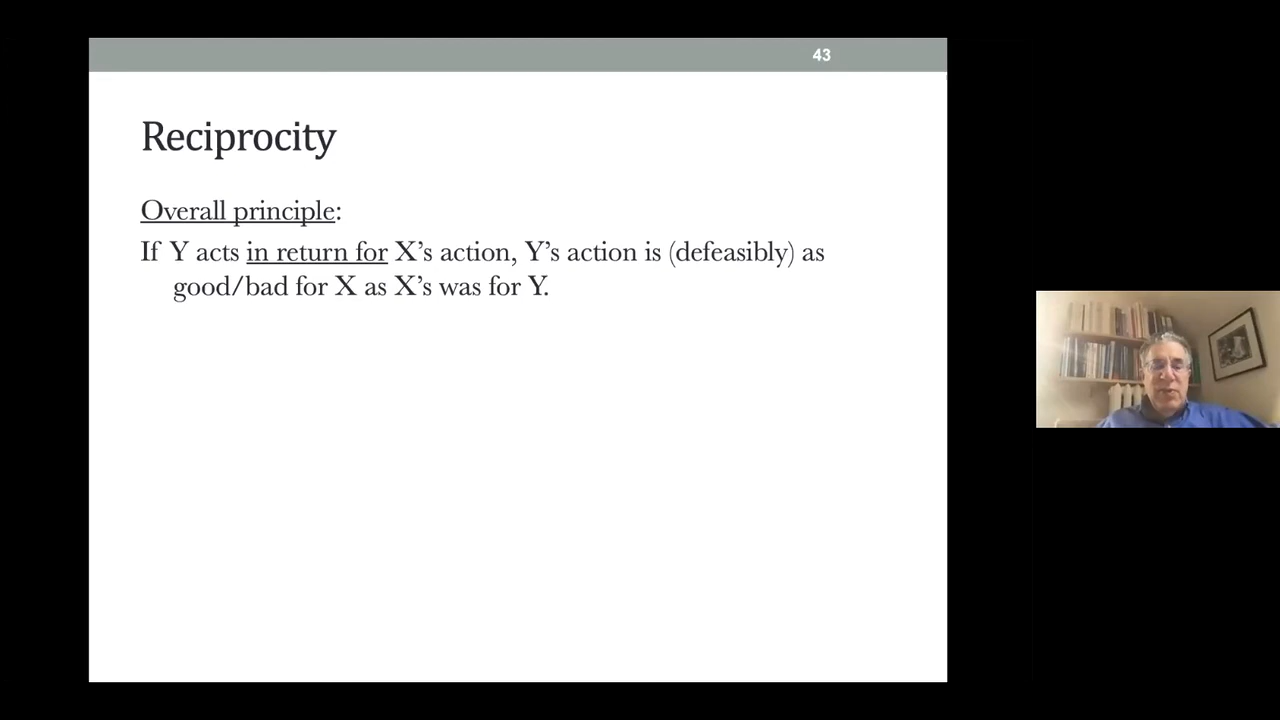 43
Reciprocity
Overall principle:
If Y acts in return for X’s action, Y’s action is (defeasibly) as
good/bad for X as X’s was for Y.